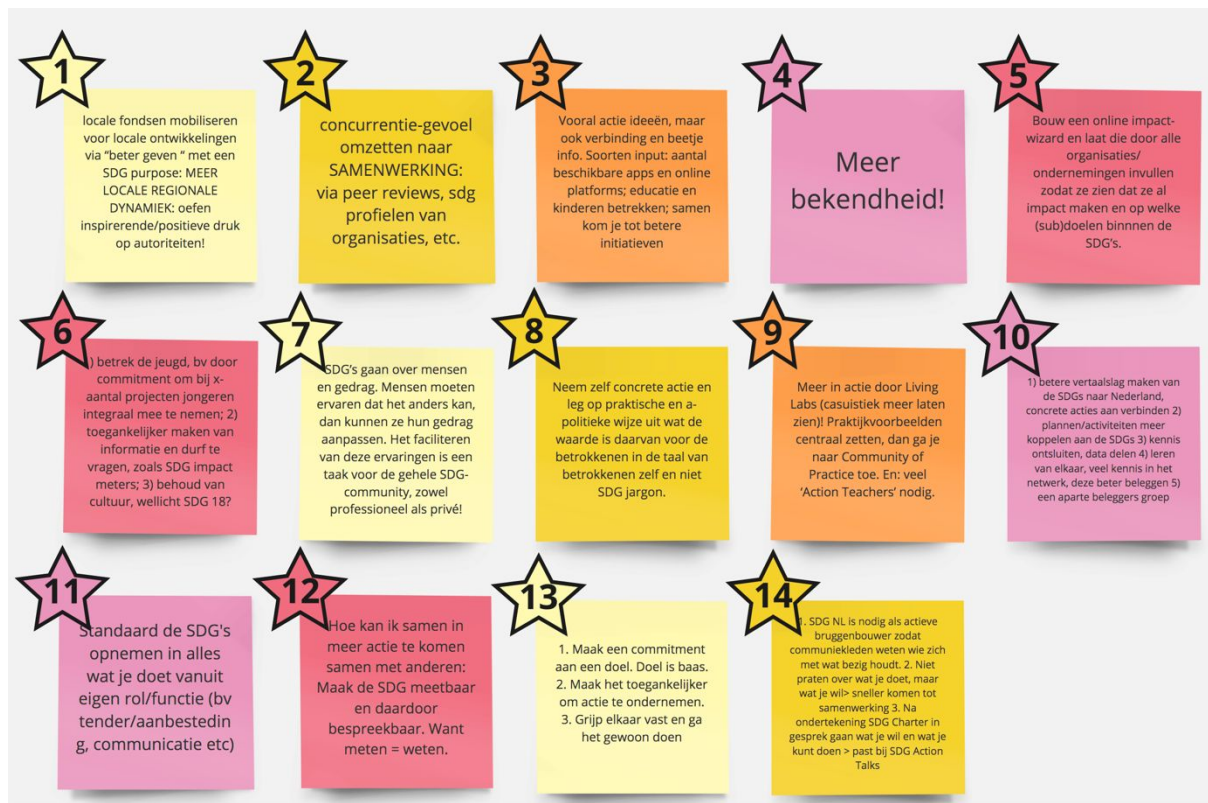 1
locale fondsen mobiliseren
voor locale ontwikkelingen
via "beter geven " met een
SDG purpose: MEER
LOCALE REGIONALE
DYNAMIEK: oefen
inspirerende/positieve druk
op autoriteiten!
2
concurrentie-gevoel
omzetten naar
SAMENWERKING:
via peer reviews, sdg
profielen van
organisaties, etc.
3
Vooral actie ideeën, maar
ook verbinding en beetje
info. Soorten input: aantal
beschikbare apps en online
platforms; educatie en
kinderen betrekken; samen
kom je tot betere
initiatieven
4
Meer
bekendheid!
5
Bouw een online impact-
wizard en laat die door alle
organisaties/
ondernemingen invullen
zodat ze zien dat ze al
impact maken en op welke
(sub)doelen binnnen de
SDG's.
6
) betrek de jeugd, bv door
commitment om bij x-
aantal projecten jongeren
integraal mee te nemen; 2)
toegankelijker maken van
informatie en durf te
vragen, zoals SDG impact
meters; 3) behoud van
cultuur, wellicht SDG 18?
7
SDG's gaan over mensen
en gedrag. Mensen moeten
ervaren dat het anders kan,
dan kunnen ze hun gedrag
aanpassen. Het faciliteren
van deze ervaringen is een
taak voor de gehele SDG-
community, zowel
professioneel als privé!
8
Neem zelf concrete actie en
leg op praktische en a-
politieke wijze uit wat de
waarde is daarvan voor de
betrokkenen in de taal van
betrokkenen zelf en niet
SDG jargon.
9
Meer in actie door Living
Labs (casuistiek meer laten
zien)! Praktijkvoorbeelden
centraal zetten, dan ga je
naar Community of
Practice toe. En: veel
'Action Teachers' nodig.
10
1) betere vertaalslag maken van
de SDGs naar Nederland,
concrete acties aan verbinden 2)
plannen/activiteiten meer
koppelen aan de SDGs 3) kennis
ontsluiten, data delen 4) leren
van elkaar, veel kennis in het
netwerk, deze beter beleggen 5)
een aparte beleggers groep
11
Standaard de SDG's
opnemen in alles
wat je doet vanuit
eigen rol/functie (bv
tender/aanbestedin
g, communicatie etc)
12
Hoe kan ik samen in
meer actie te komen
samen met anderen:
Maak de SDG meetbaar
en daardoor
bespreekbaar. Want
meten = weten.
13
1. Maak een commitment
aan een doel. Doel is baas.
2. Maak het toegankelijker
om actie te ondernemen.
3. Grijp elkaar vast en ga
het gewoon doen
14
1. SDG NL is nodig als actieve
bruggenbouwer zodat
communiekleden weten wie zich
met wat bezig houdt. 2. Niet
praten over wat je doet, maar
wat je wil> sneller komen tot
samenwerking 3. Na
ondertekening SDG Charter in
gesprek gaan wat je wil en wat je
kunt doen > past bij SDG Action
Talks